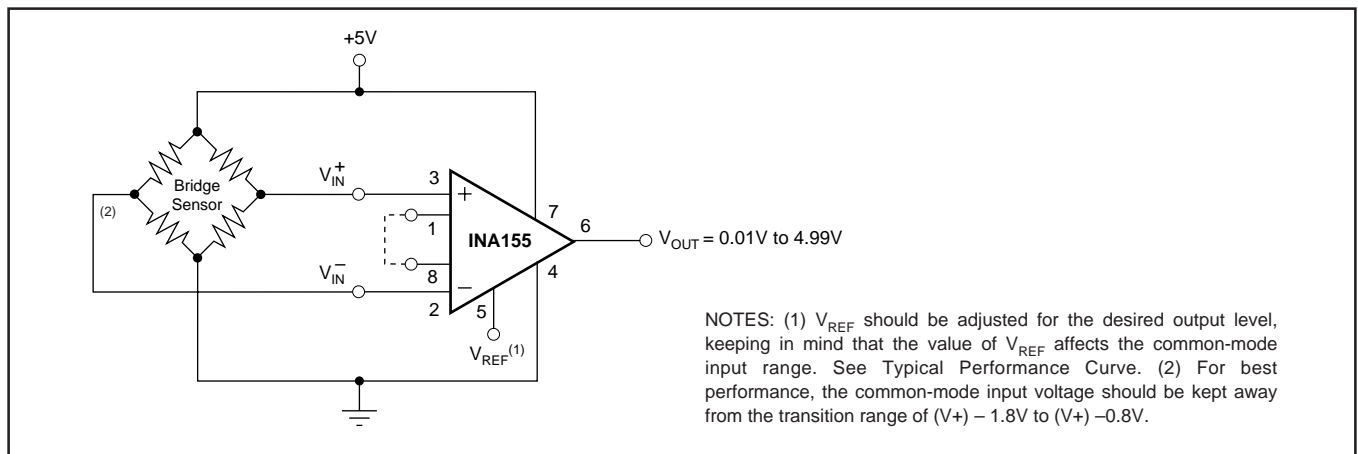 +5V
Bridge
Sensor
(2)
V_IN^+
V_IN^−
3
+
1
8
−
2
INA155
7
6
4
5
V_REF^(1)
V_OUT = 0.01V to 4.99V
NOTES: (1) V_REF should be adjusted for the desired output level,
keeping in mind that the value of V_REF affects the common-mode
input range. See Typical Performance Curve. (2) For best
performance, the common-mode input voltage should be kept away
from the transition range of (V+) – 1.8V to (V+) –0.8V.